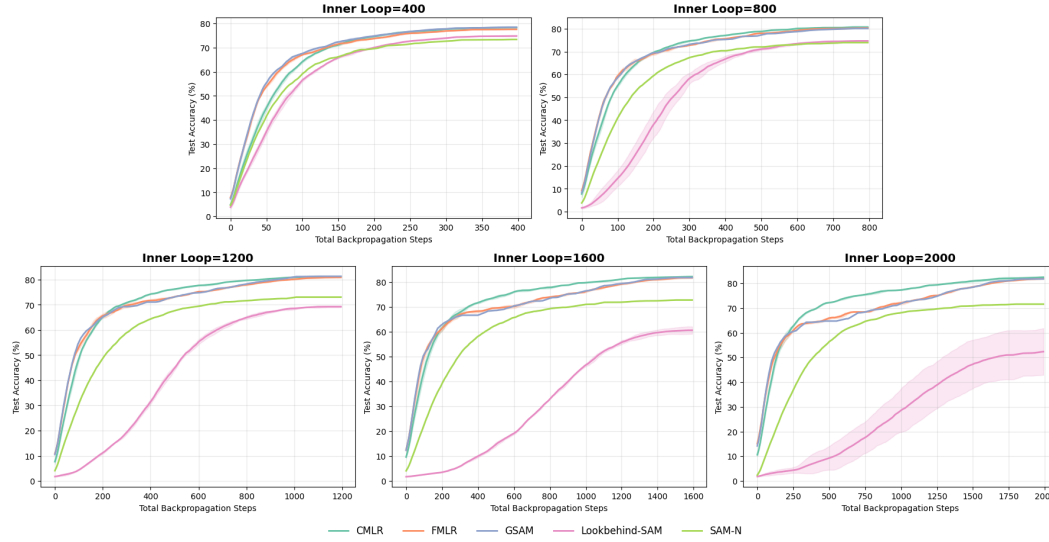 Inner Loop=400
Test Accuracy (%)
80
70
60
50
40
30
20
10
0
0 50 100 150 200 250 300 350 400
Total Backpropagation Steps
Inner Loop=800
Test Accuracy (%)
80
70
60
50
40
30
20
10
0
0 100 200 300 400 500 600 700 800
Total Backpropagation Steps
Inner Loop=1200
Test Accuracy (%)
80
70
60
50
40
30
20
10
0
0 200 400 600 800 1000 1200
Total Backpropagation Steps
Inner Loop=1600
Test Accuracy (%)
80
70
60
50
40
30
20
10
0
0 200 400 600 800 1000 1200 1400 1600
Total Backpropagation Steps
Inner Loop=2000
Test Accuracy (%)
80
70
60
50
40
30
20
10
0
0 250 500 750 1000 1250 1500 1750 200
Total Backpropagation Steps
CMLR FMLR GSAM Lookbehind-SAM SAM-N